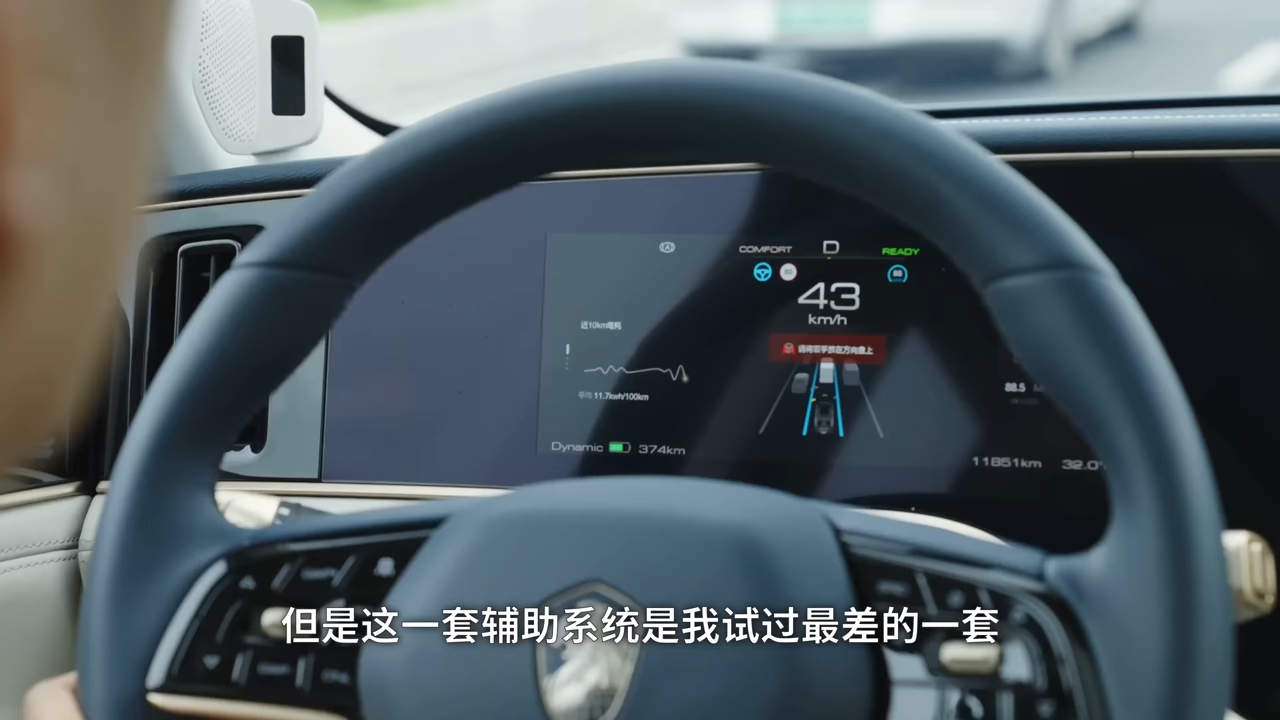 COMFORT D READY
43
km/h
请将双手放在方向盘上
近10km电耗
平均 11.7kwh/100km
88.5
Dynamic 374km
11851km 32.0°
但是这一套辅助系统是我试过最差的一套